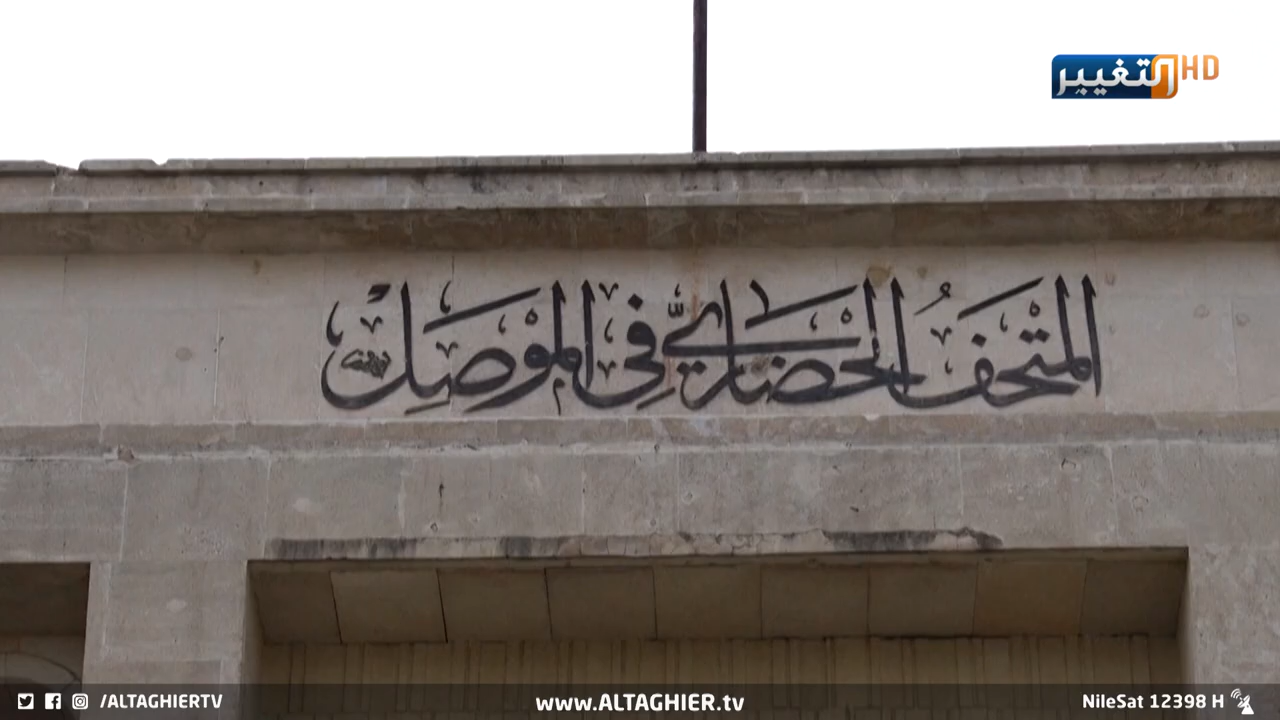 التغيير HD
المتحف الحضاري في الموصل
/ALTAGHIERTV
www.ALTAGHIER.tv
NileSat 12398 H